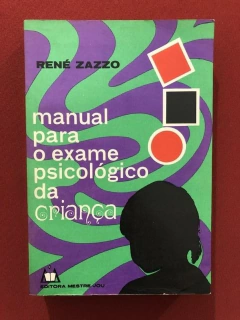 RENÉ ZAZZO
manual
para
o exame
psicológico
da
criança
EDITORA MESTRE JOU